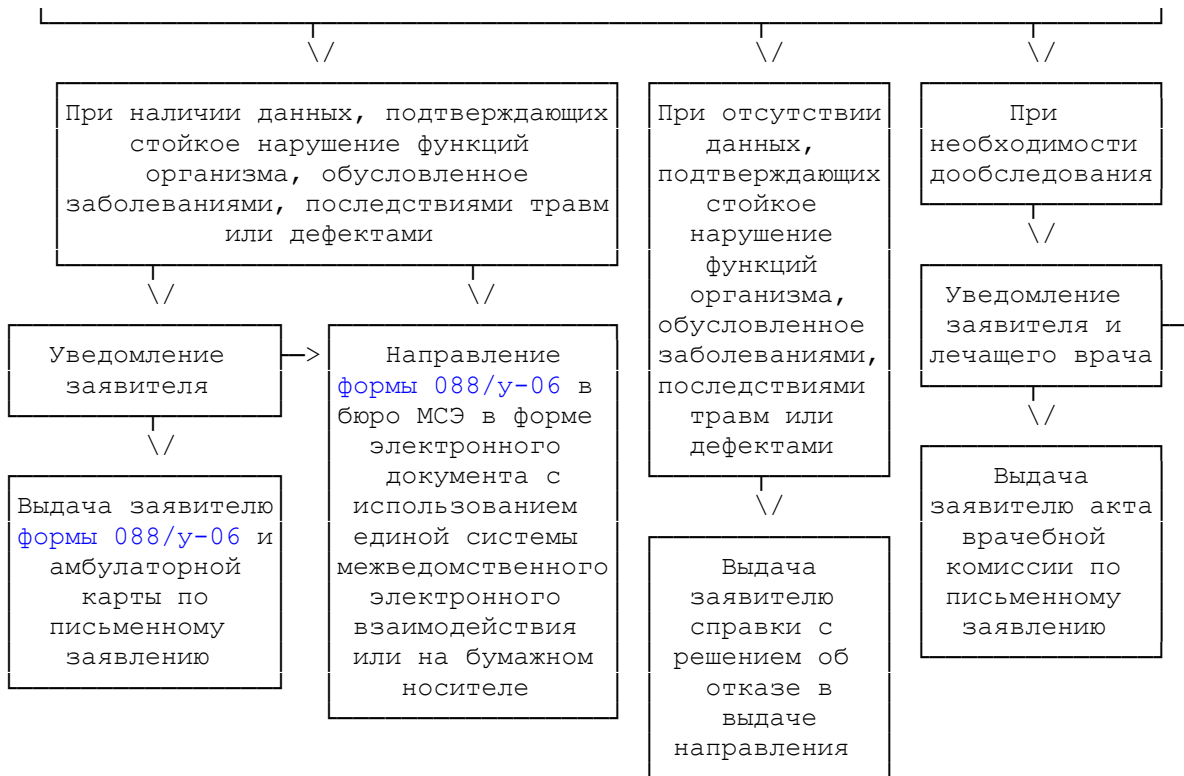 При наличии данных, подтверждающих
стойкое нарушение функций
организма, обусловленное
заболеваниями, последствиями травм
или дефектами
При отсутствии
данных,
подтверждающих
стойкое
нарушение
функций
организма,
обусловленное
заболеваниями,
последствиями
травм или
дефектами
При
необходимости
дообследования
Уведомление
заявителя
Направление
формы 088/у-06 в
бюро МСЭ в форме
электронного
документа с
использованием
единой системы
межведомственного
электронного
взаимодействия
или на бумажном
носителе
Уведомление
заявителя и
лечащего врача
Выдача заявителю
формы 088/у-06 и
амбулаторной
карты по
письменному
заявлению
Выдача
заявителю
справки с
решением об
отказе в
выдаче
направления
Выдача
заявителю акта
врачебной
комиссии по
письменному
заявлению